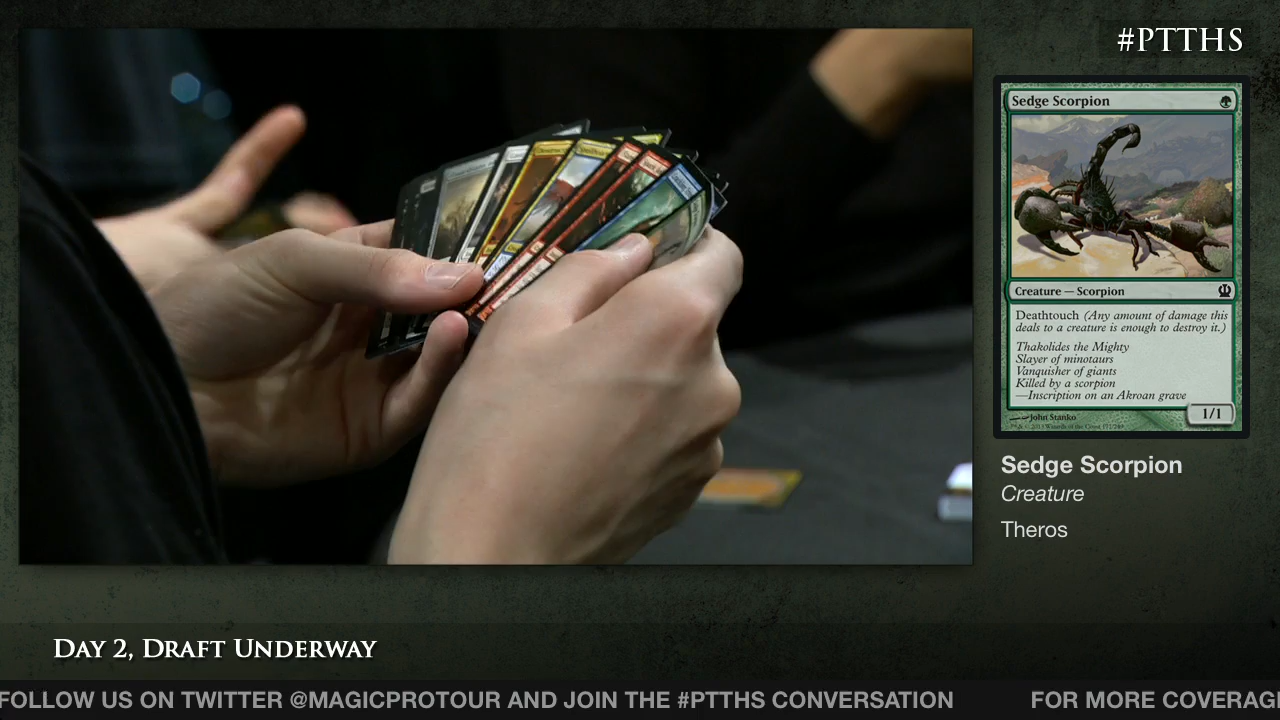 #PTTHS
Sedge Scorpion
Creature — Scorpion
Deathtouch (Any amount of damage this
deals to a creature is enough to destroy it.)
Thakolides the Mighty
Slayer of minotaurs
Vanquisher of giants
Killed by a scorpion
—Inscription on an Akroan grave
John Stanko
1/1
Sedge Scorpion
Creature
Theros
Day 2, Draft Underway
FOLLOW US ON TWITTER @MAGICPROTOUR AND JOIN THE #PTTHS CONVERSATION FOR MORE COVERAG